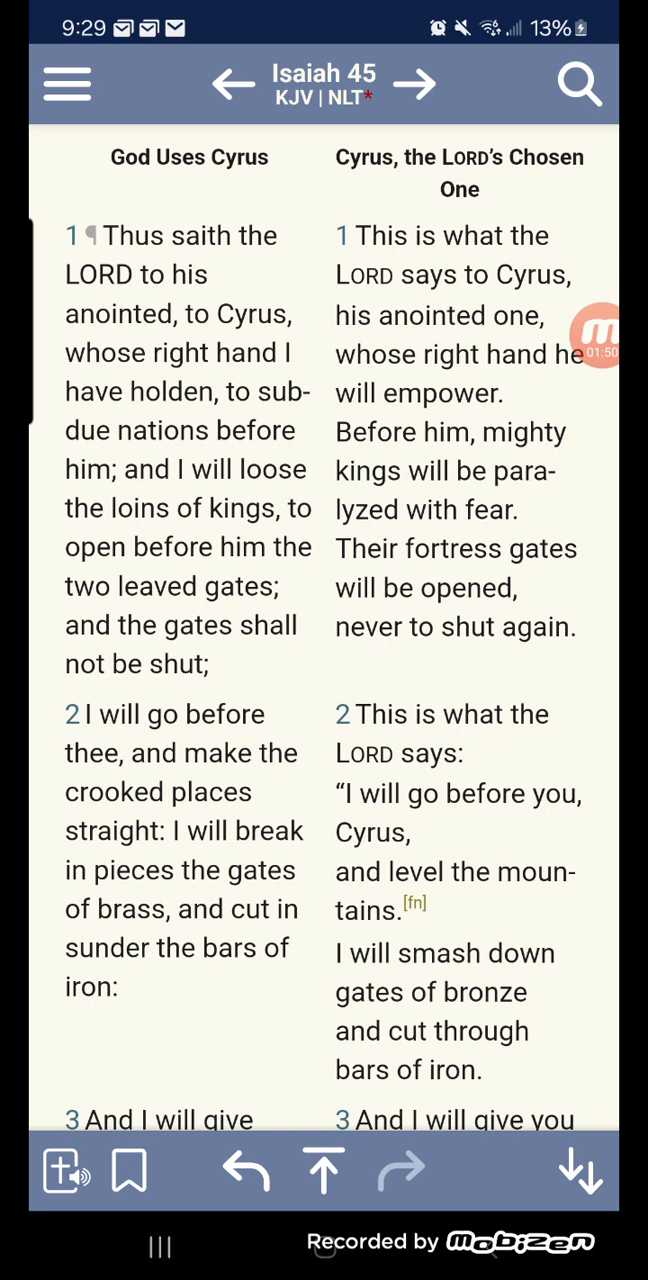 9:29 13%
Isaiah 45
KJV | NLT*
God Uses Cyrus
1 ¶ Thus saith the
LORD to his
anointed, to Cyrus,
whose right hand I
have holden, to sub-
due nations before
him; and I will loose
the loins of kings, to
open before him the
two leaved gates;
and the gates shall
not be shut;
2 I will go before
thee, and make the
crooked places
straight: I will break
in pieces the gates
of brass, and cut in
sunder the bars of
iron:
3 And I will give
Cyrus, the LORD's Chosen
One
1 This is what the
LORD says to Cyrus,
his anointed one,
whose right hand he
will empower.
Before him, mighty
kings will be para-
lyzed with fear.
Their fortress gates
will be opened,
never to shut again.
2 This is what the
LORD says:
“I will go before you,
Cyrus,
and level the moun-
tains.[fn]
I will smash down
gates of bronze
and cut through
bars of iron.
3 And I will give you
01:50
Recorded by mobizen